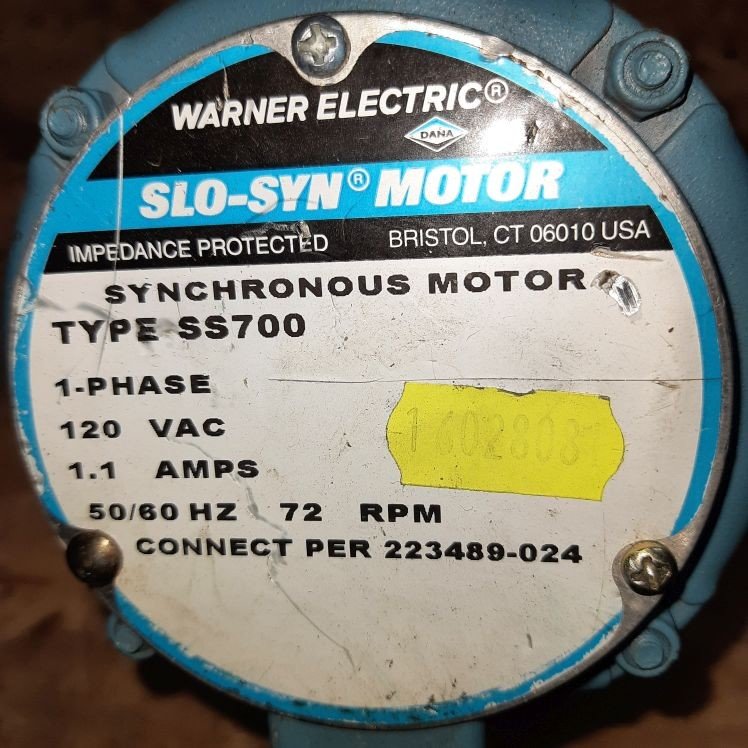 WARNER ELECTRIC®
DANA
SLO-SYN® MOTOR
IMPEDANCE PROTECTED BRISTOL, CT 06010 USA
SYNCHRONOUS MOTOR
TYPE SS700
1-PHASE
120 VAC
1.1 AMPS
50/60 HZ 72 RPM
CONNECT PER 223489-024